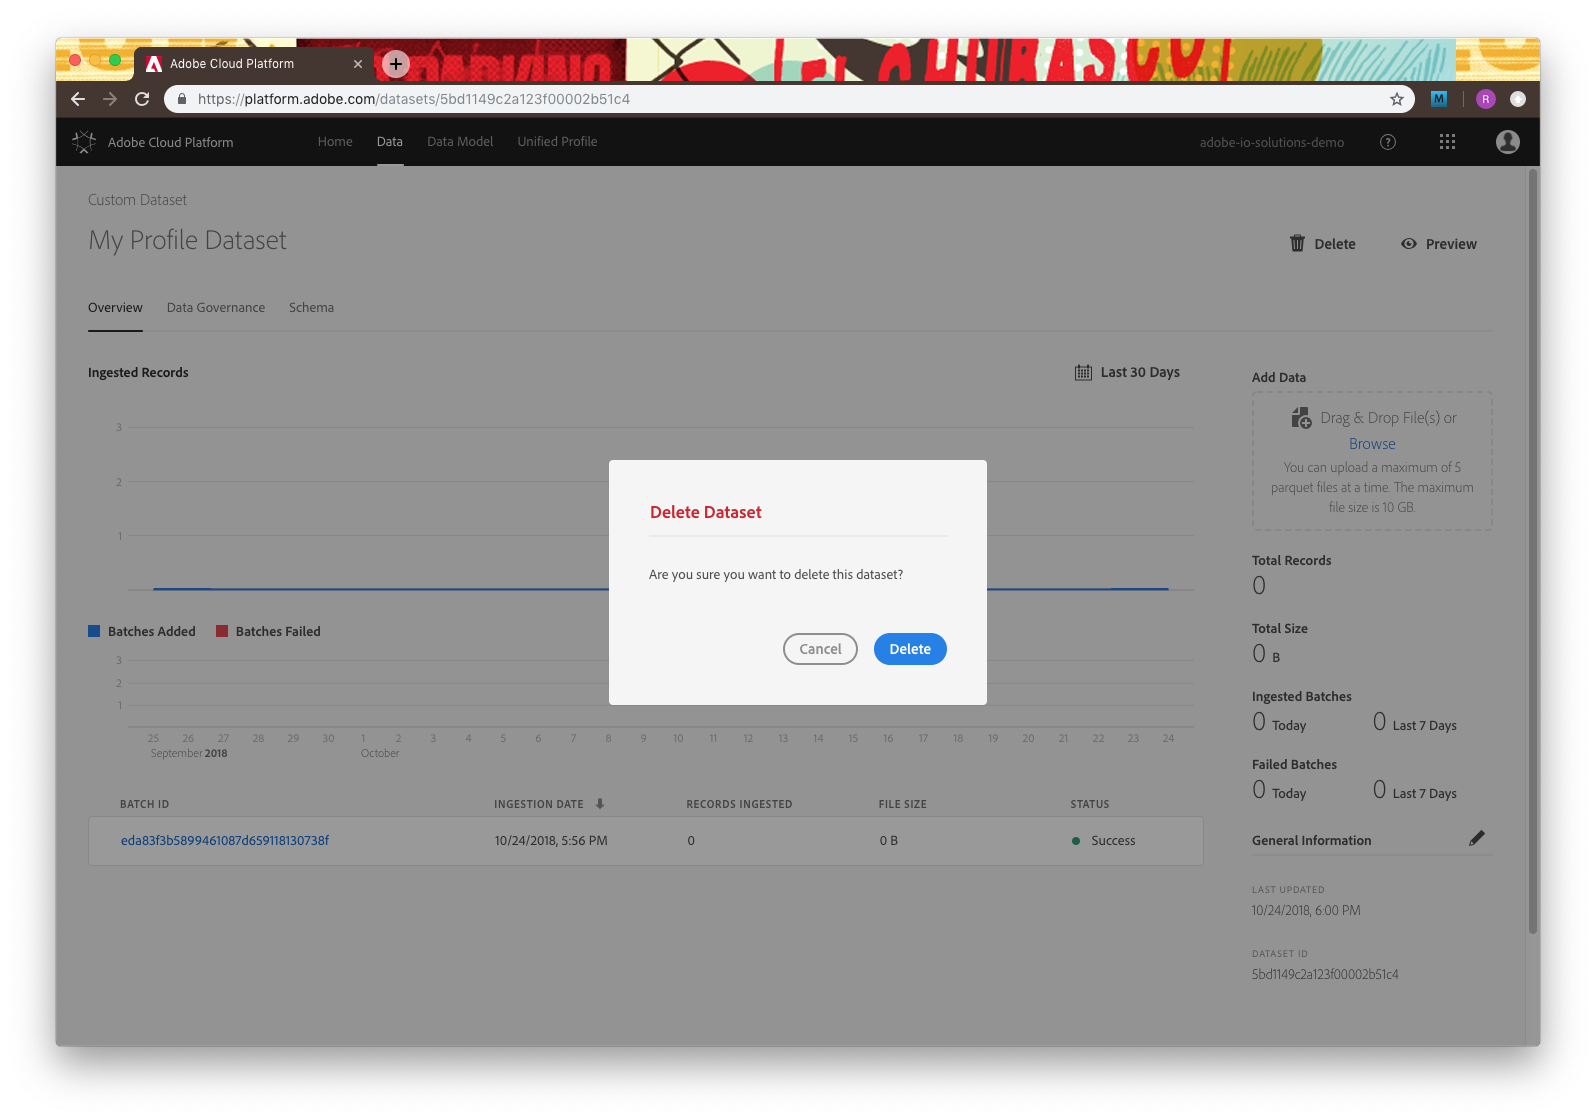 Adobe Cloud Platform
https://platform.adobe.com/datasets/5bd1149c2a123f00002b51c4
M
R
Adobe Cloud Platform Home Data Data Model Unified Profile adobe-io-solutions-demo ?
Custom Dataset
My Profile Dataset
Delete Preview
Overview Data Governance Schema
Ingested Records
Last 30 Days
3
2
1
Batches Added Batches Failed
3
2
1
25 26 27 28 29 30 1 2 3 4 5 6 7 8 9 10 11 12 13 14 15 16 17 18 19 20 21 22 23 24
September 2018 October
BATCH ID INGESTION DATE RECORDS INGESTED FILE SIZE STATUS
eda83f3b5899461087d659118130738f 10/24/2018, 5:56 PM 0 0 B Success
Delete Dataset
Are you sure you want to delete this dataset?
Cancel Delete
Add Data
Drag & Drop File(s) or
Browse
You can upload a maximum of 5
parquet files at a time. The maximum
file size is 10 GB.
Total Records
0
Total Size
0 B
Ingested Batches
0 Today 0 Last 7 Days
Failed Batches
0 Today 0 Last 7 Days
General Information
LAST UPDATED
10/24/2018, 6:00 PM
DATASET ID
5bd1149c2a123f00002b51c4